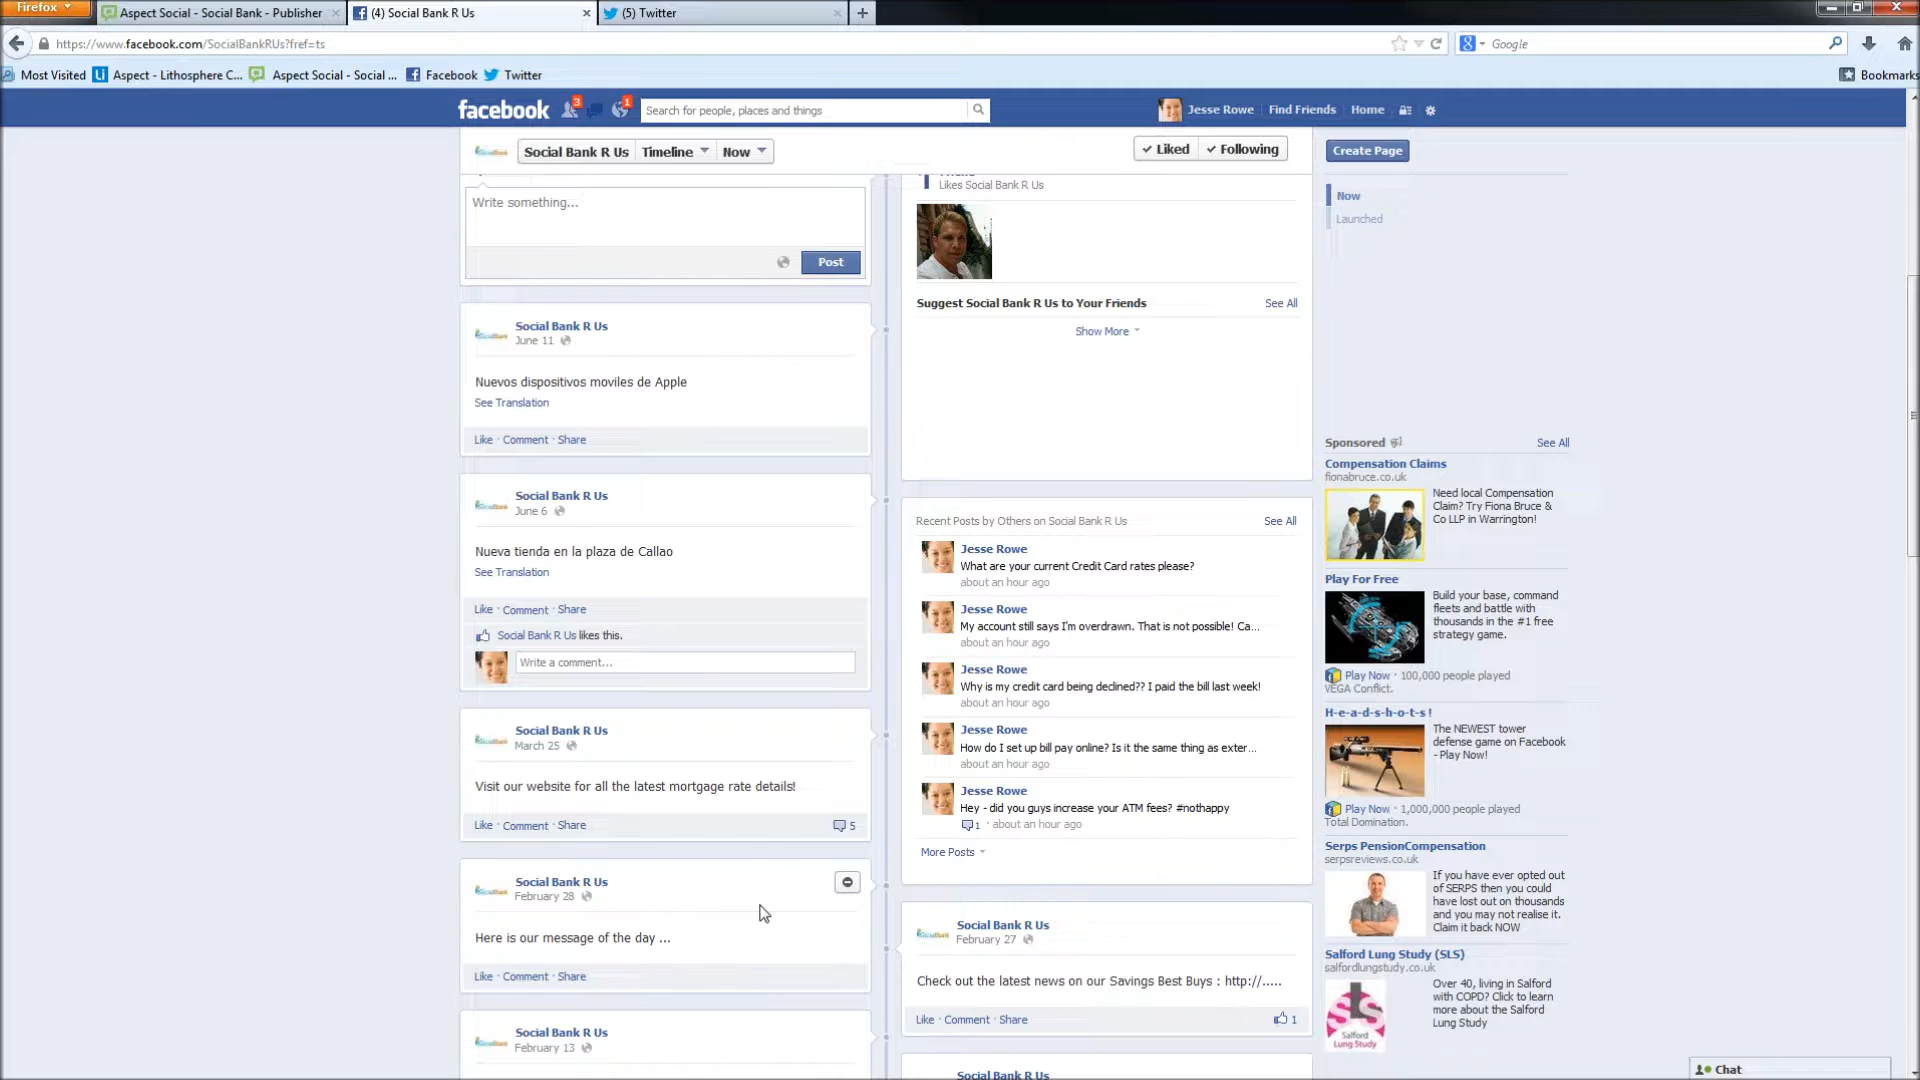 Firefox
Aspect Social - Social Bank - Publisher
(4) Social Bank R Us
(5) Twitter
https://www.facebook.com/SocialBankRUs?fref=ts
Google
Most Visited
Aspect - Lithosphere C...
Aspect Social - Social ...
Facebook
Twitter
Bookmarks
facebook
3
1
Search for people, places and things
Jesse Rowe
Find Friends
Home
Social Bank R Us
Timeline
Now
Liked
Following
Create Page
Now
Launched
Write something...
Post
Likes Social Bank R Us
Suggest Social Bank R Us to Your Friends
See All
Show More
Social Bank R Us
June 11
Nuevos dispositivos moviles de Apple
See Translation
Like · Comment · Share
Social Bank R Us
June 6
Nueva tienda en la plaza de Callao
See Translation
Like · Comment · Share
Social Bank R Us likes this.
Write a comment...
Social Bank R Us
March 25
Visit our website for all the latest mortgage rate details!
Like · Comment · Share
5
Social Bank R Us
February 28
Here is our message of the day ...
Like · Comment · Share
Social Bank R Us
February 13
Recent Posts by Others on Social Bank R Us
See All
Jesse Rowe
What are your current Credit Card rates please?
about an hour ago
Jesse Rowe
My account still says I'm overdrawn. That is not possible! Ca...
about an hour ago
Jesse Rowe
Why is my credit card being declined?? I paid the bill last week!
about an hour ago
Jesse Rowe
How do I set up bill pay online? Is it the same thing as exter...
about an hour ago
Jesse Rowe
Hey - did you guys increase your ATM fees? #nothappy
1 · about an hour ago
More Posts
Social Bank R Us
February 27
Check out the latest news on our Savings Best Buys : http://.....
Like · Comment · Share
1
Social Bank R Us
Sponsored
See All
Compensation Claims
fionabruce.co.uk
Need local Compensation
Claim? Try Fiona Bruce &
Co LLP in Warrington!
Play For Free
Build your base, command
fleets and battle with
thousands in the #1 free
strategy game.
Play Now · 100,000 people played
VEGA Conflict.
H-e-a-d-s-h-o-t-s!
The NEWEST tower
defense game on Facebook
- Play Now!
Play Now · 1,000,000 people played
Total Domination.
Serps PensionCompensation
serpsreviews.co.uk
If you have ever opted out
of SERPS then you could
have lost out on thousands
and you may not realise it.
Claim it back NOW
Salford Lung Study (SLS)
salfordlungstudy.co.uk
Over 40, living in Salford
with COPD? Click to learn
more about the Salford
Lung Study
SLS
Salford
Lung Study
Chat